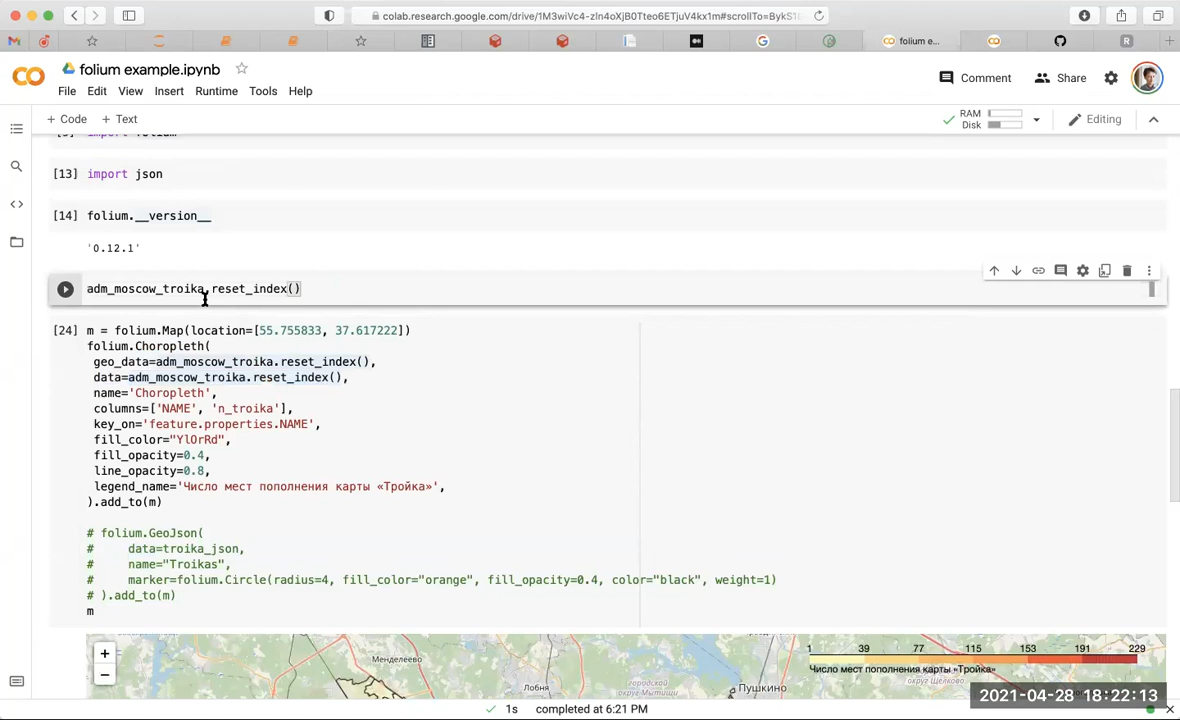 colab.research.google.com/drive/1M3wiVc4-zln4oXjB0Tteo6ETjuV4kx1m#scrollTo=BykS1
folium e...
R
folium example.ipynb
Comment
Share
File Edit View Insert Runtime Tools Help
+ Code + Text
RAM
Disk
Editing
[13] import json
[14] folium.__version__
'0.12.1'
adm_moscow_troika.reset_index()
[24] m = folium.Map(location=[55.755833, 37.617222])
folium.Choropleth(
geo_data=adm_moscow_troika.reset_index(),
data=adm_moscow_troika.reset_index(),
name='Choropleth',
columns=['NAME', 'n_troika'],
key_on='feature.properties.NAME',
fill_color="YlOrRd",
fill_opacity=0.4,
line_opacity=0.8,
legend_name='Число мест пополнения карты «Тройка»',
).add_to(m)
# folium.GeoJson(
# data=troika_json,
# name="Troikas",
# marker=folium.Circle(radius=4, fill_color="orange", fill_opacity=0.4, color="black", weight=1)
# ).add_to(m)
m
+
−
Менделеево
Лобня
городской
округ Мытищи
Пушкино
1 39 77 115 153 191 229
Число мест пополнения карты «Тройка»
округ Щёлково
2021-04-28 18:22:13
1s completed at 6:21 PM